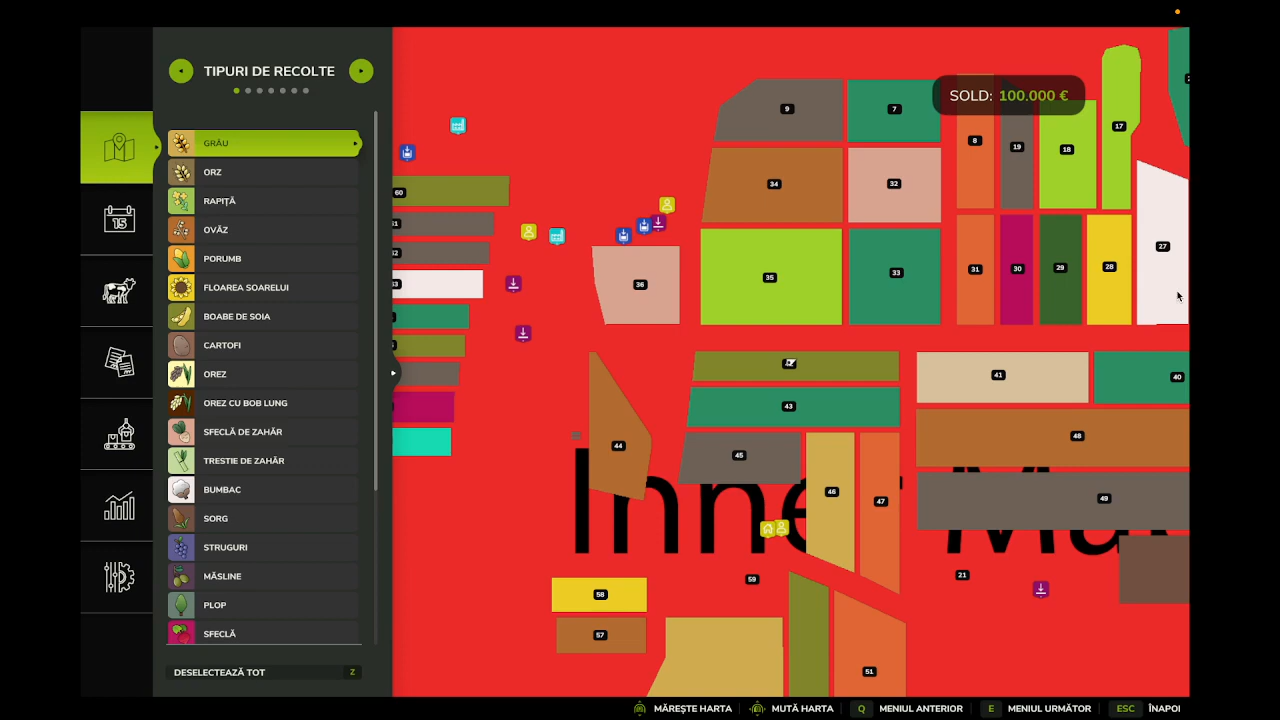 TIPURI DE RECOLTE
GRÂU
ORZ
RAPIȚĂ
OVĂZ
PORUMB
FLOAREA SOARELUI
BOABE DE SOIA
CARTOFI
OREZ
OREZ CU BOB LUNG
SFECLĂ DE ZAHĂR
TRESTIE DE ZAHĂR
BUMBAC
SORG
STRUGURI
MĂSLINE
PLOP
SFECLĂ
DESELECTEAZĂ TOT Z
15
SOLD: 100.000 €
9
7
8
19
18
17
34
32
60
27
35
33
31
30
29
28
36
41
40
43
44
45
48
46
47
49
Inne
59
21
58
57
51
MĂREȘTE HARTA
MUTĂ HARTA
Q MENIUL ANTERIOR
E MENIUL URMĂTOR
ESC ÎNAPOI